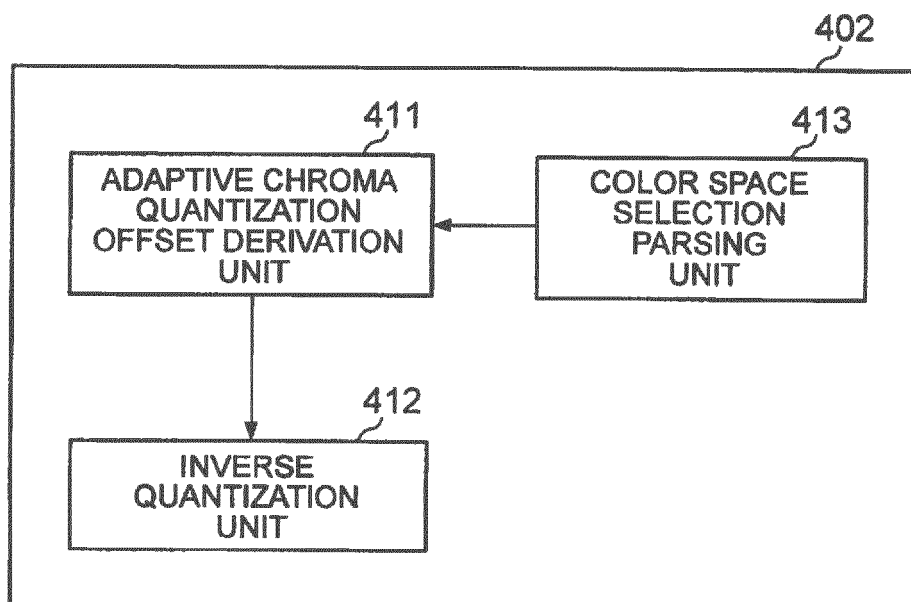 402
411
ADAPTIVE CHROMA
QUANTIZATION
OFFSET DERIVATION
UNIT
413
COLOR SPACE
SELECTION
PARSING
UNIT
412
INVERSE
QUANTIZATION
UNIT